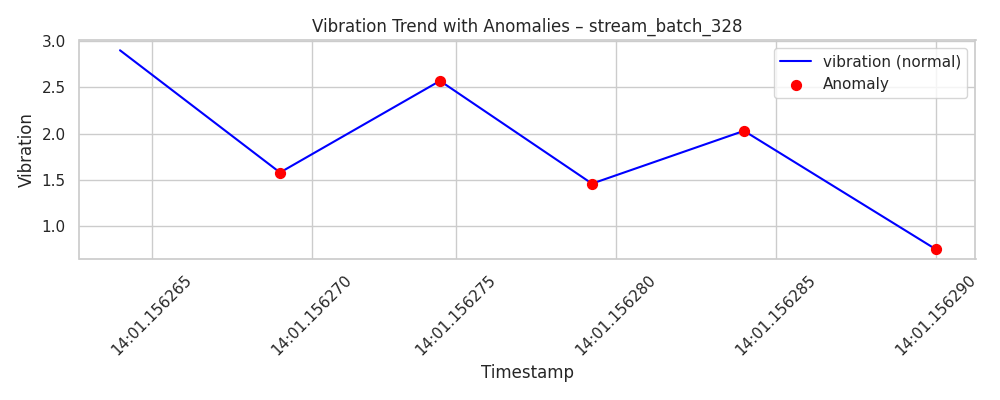 Vibration Trend with Anomalies – stream_batch_328
vibration (normal)
Anomaly
Vibration
3.0
2.5
2.0
1.5
1.0
14:01.156265
14:01.156270
14:01.156275
14:01.156280
14:01.156285
14:01.156290
Timestamp